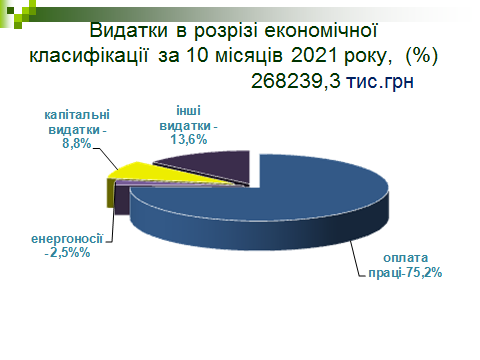 Видатки в розрізі економічної
класифікації за 10 місяців 2021 року, (%)
268239,3 тис.грн
капітальні
видатки -
8,8%
інші
видатки -
13,6%
енергоносії
-2,5%%
оплата
праці-75,2%